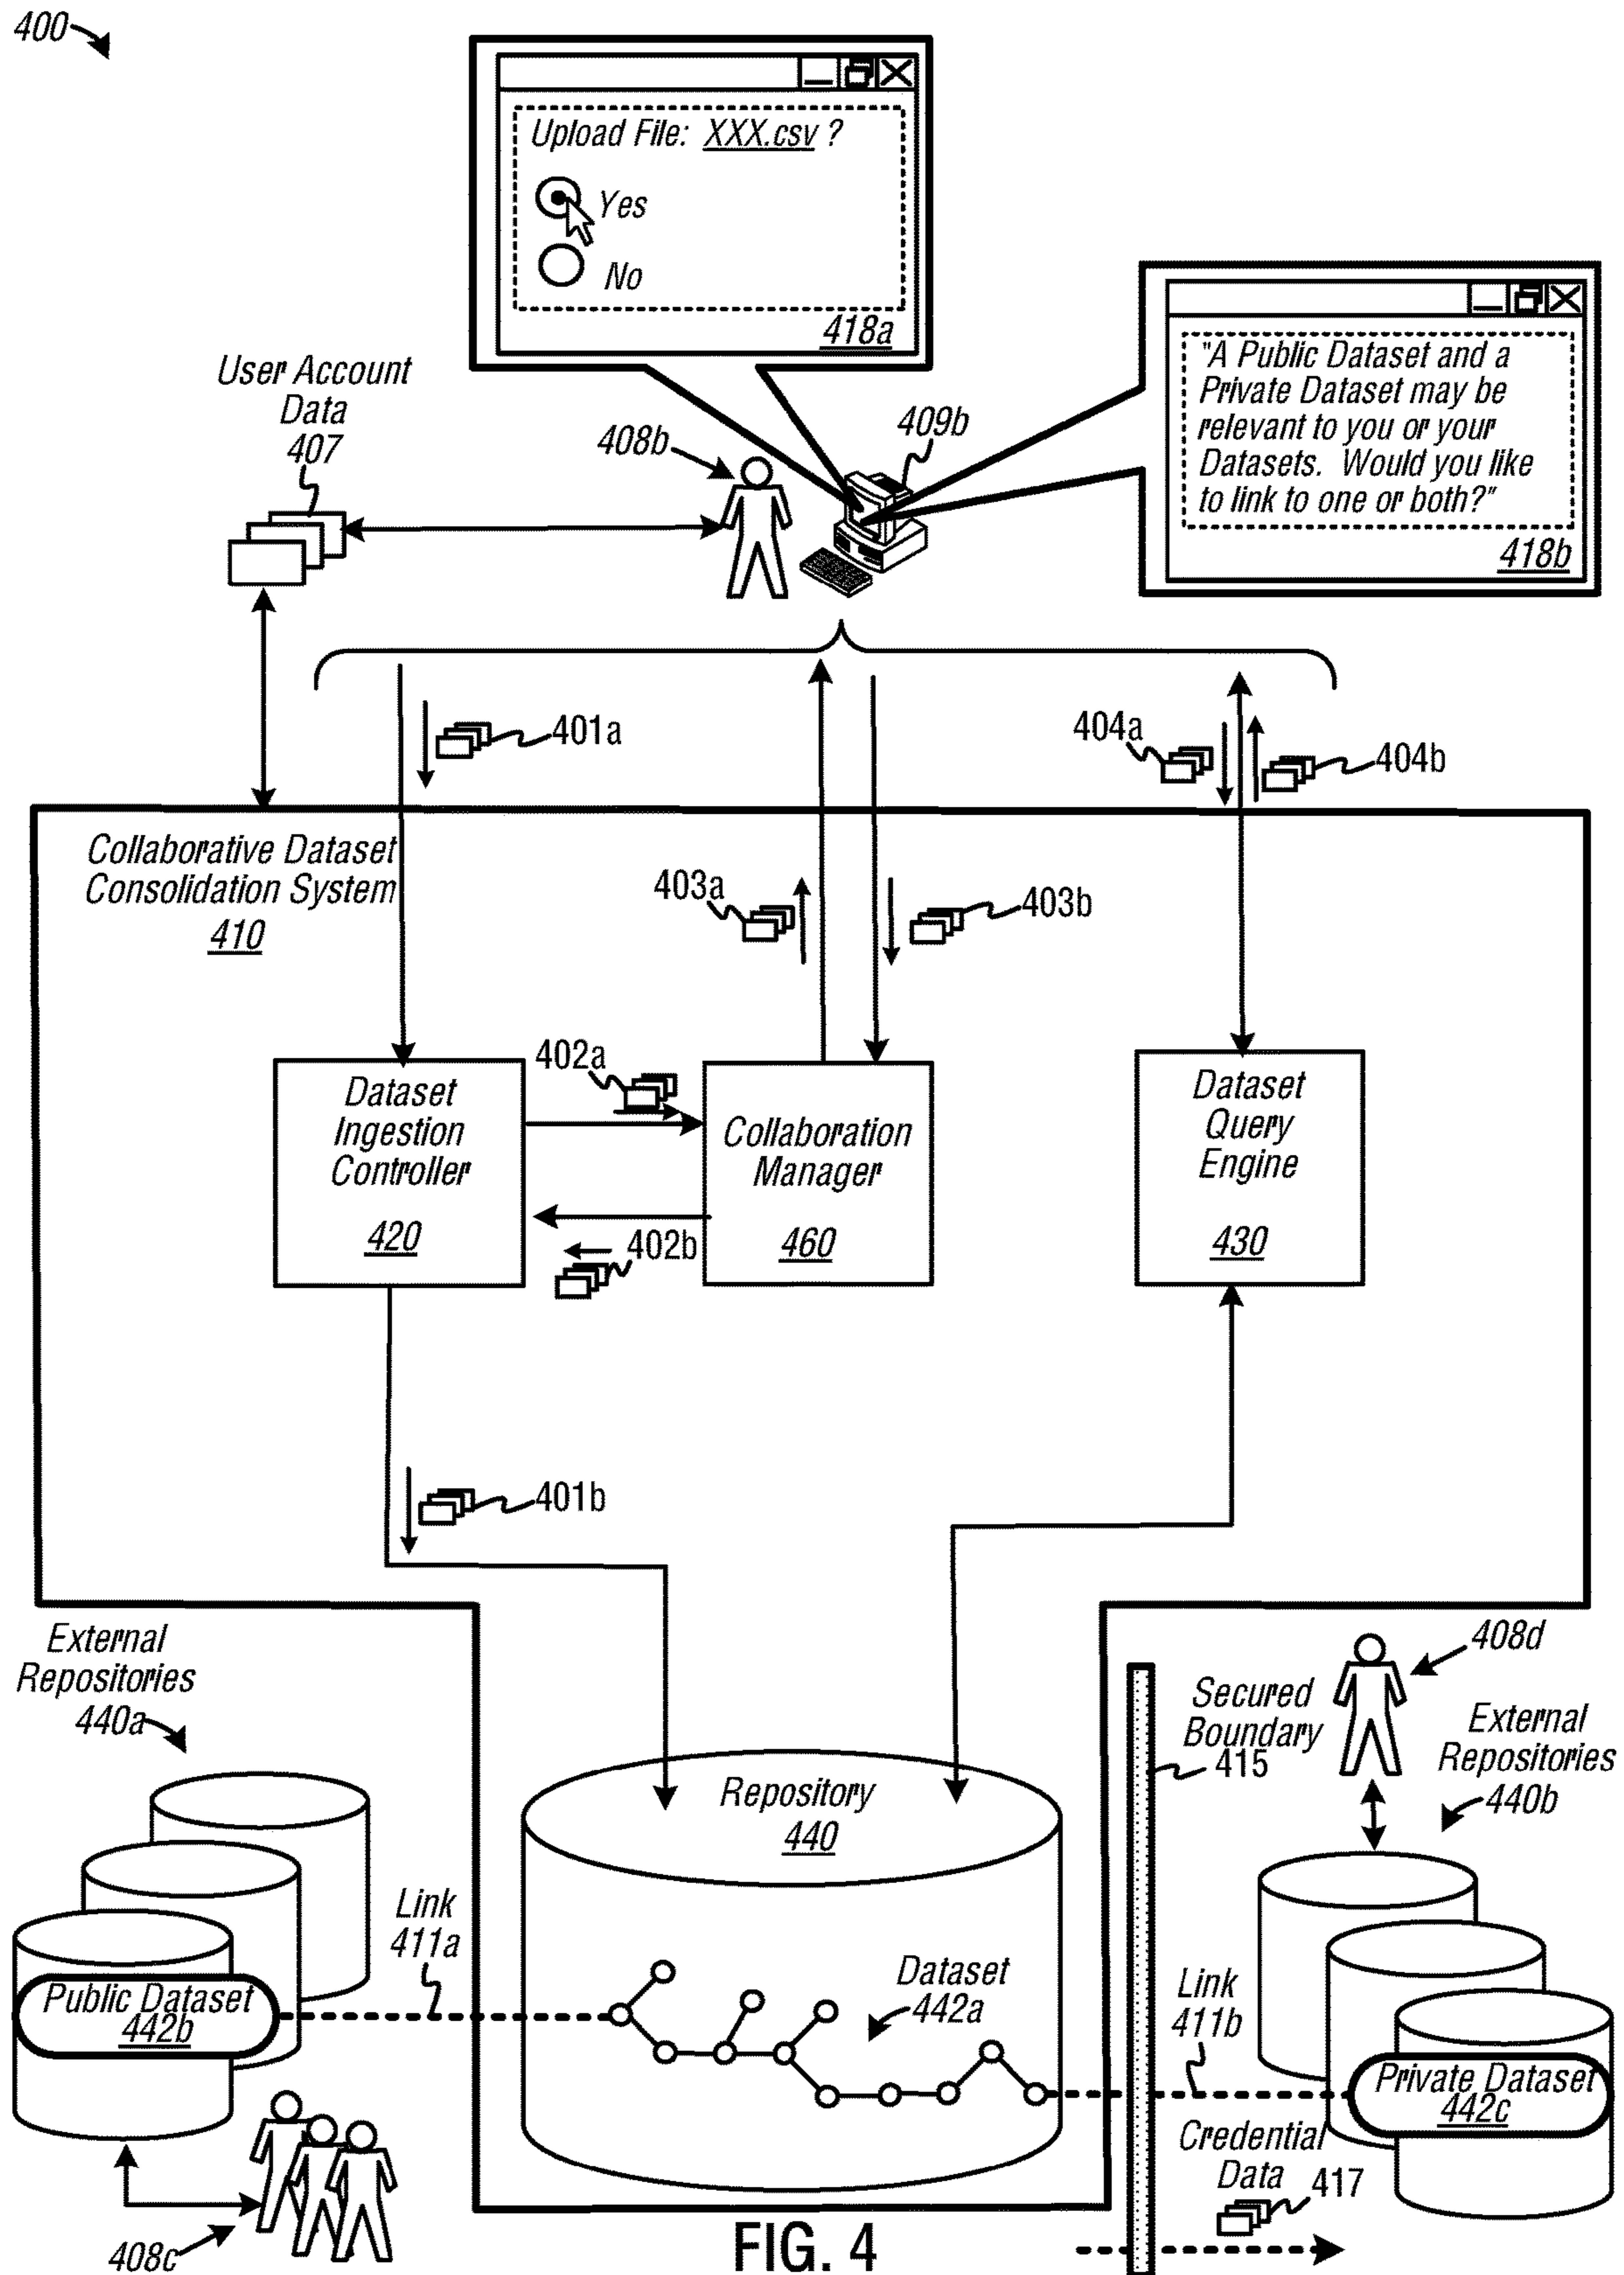 400
Upload File: XXX.csv ?
Yes
No
418a
"A Public Dataset and a
Private Dataset may be
relevant to you or your
Datasets. Would you like
to link to one or both?"
418b
User Account
Data
407
408b
409b
401a
404a
404b
Collaborative Dataset
Consolidation System
410
403a
403b
402a
Dataset
Ingestion
Controller
420
Collaboration
Manager
460
Dataset
Query
Engine
430
402b
401b
External
Repositories
440a
408d
Secured
Boundary
415
External
Repositories
440b
Repository
440
Link
411a
Dataset
442a
Public Dataset
442b
Link
411b
Private Dataset
442c
Credential
Data
417
408c
FIG. 4